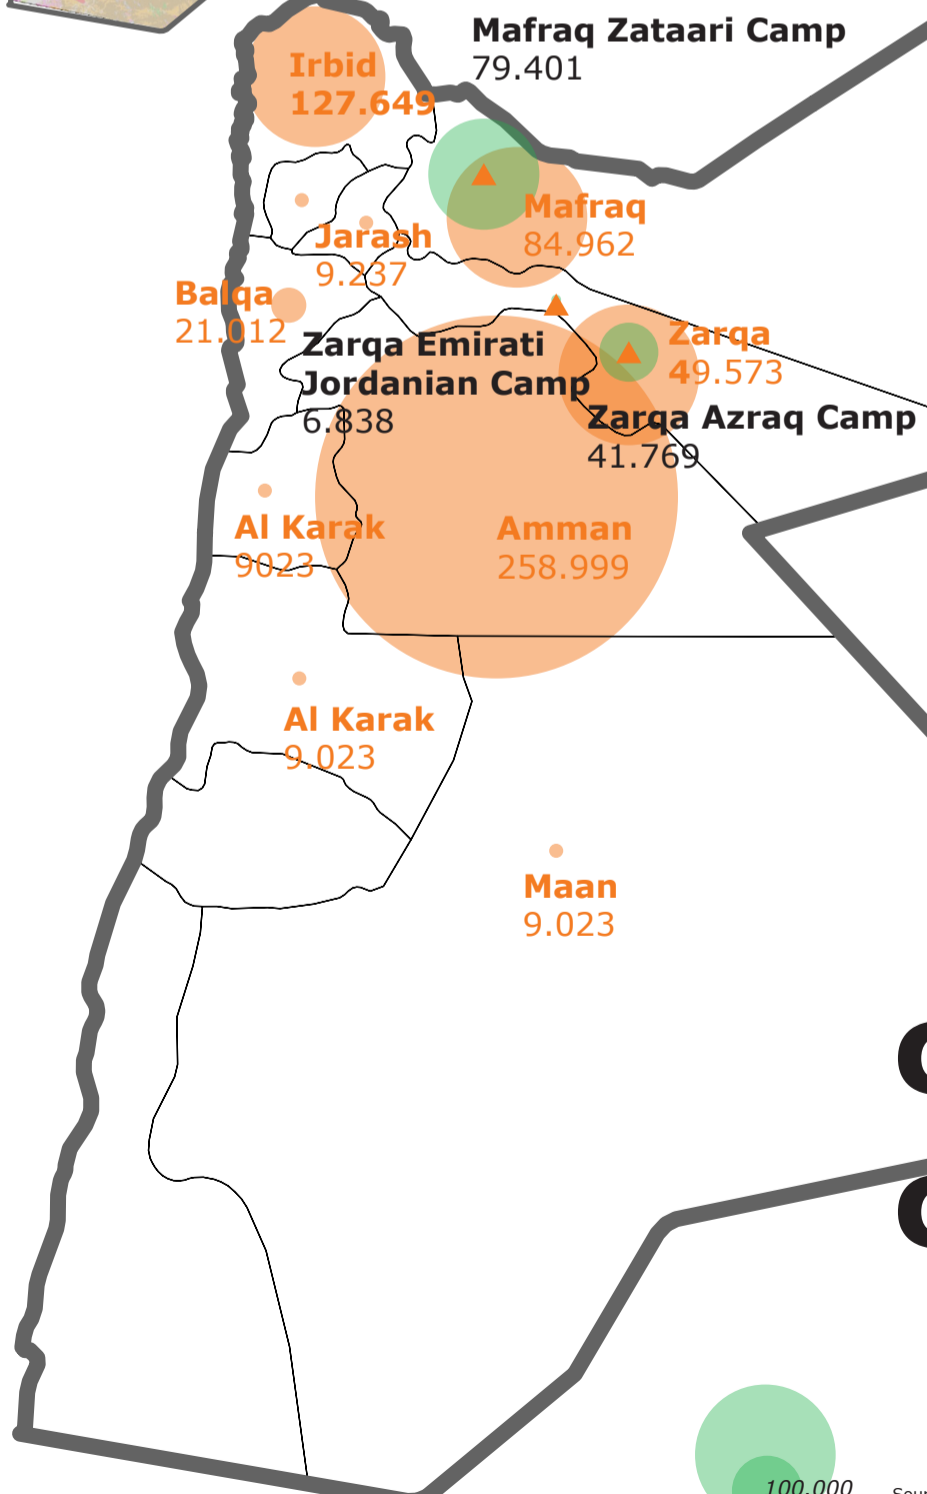 Mafraq Zataari Camp
79.401
Irbid
127.649
Mafraq
84.962
Jarash
9.237
Balqa
21.012
Zarqa
49.573
Zarqa Emirati
Jordanian Camp
6.838
Zarqa Azraq Camp
41.769
Al Karak
9023
Amman
258.999
Al Karak
9.023
Maan
9.023
100.000